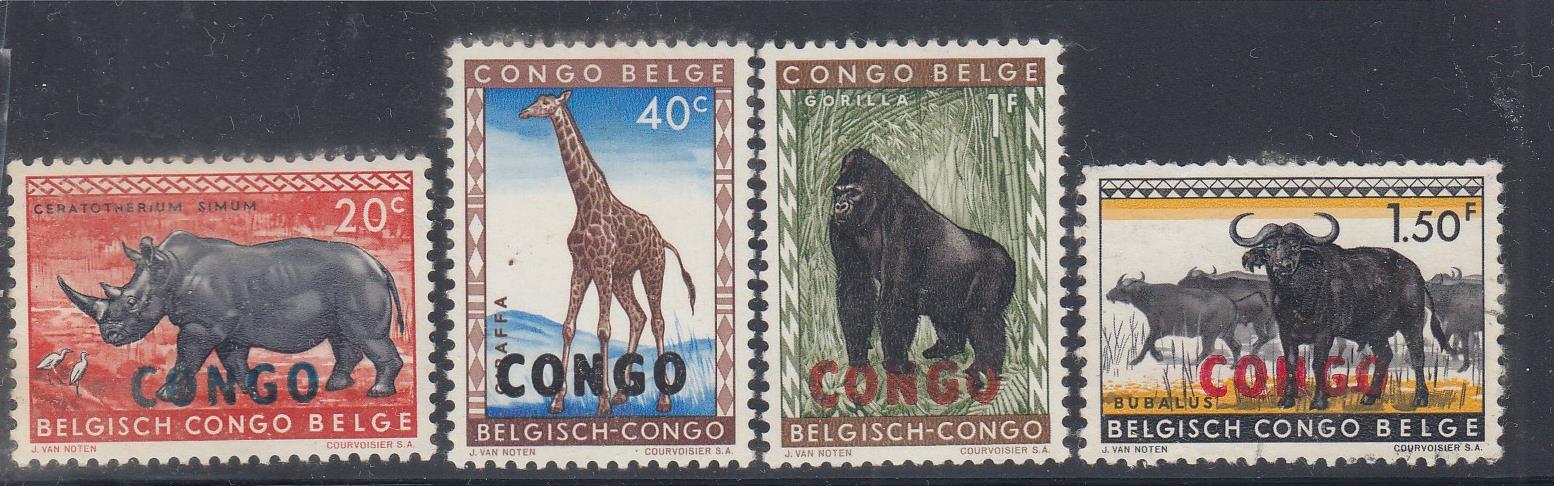 CERATOTHERIUM SIMUM
20c
CONGO
BELGISCH CONGO BELGE
J. VAN NOTEN COURVOISIER S.A.
CONGO BELGE
40c
AFFA
CONGO
BELGISCH-CONGO
J. VAN NOTEN COURVOISIER S.A.
CONGO BELGE
GORILLA
1F
CONGO
BELGISCH-CONGO
J. VAN NOTEN COURVOISIER S.A.
1.50F
CONGO
BUBALUS
BELGISCH CONGO BELGE
J. VAN NOTEN COURVOISIER S.A.